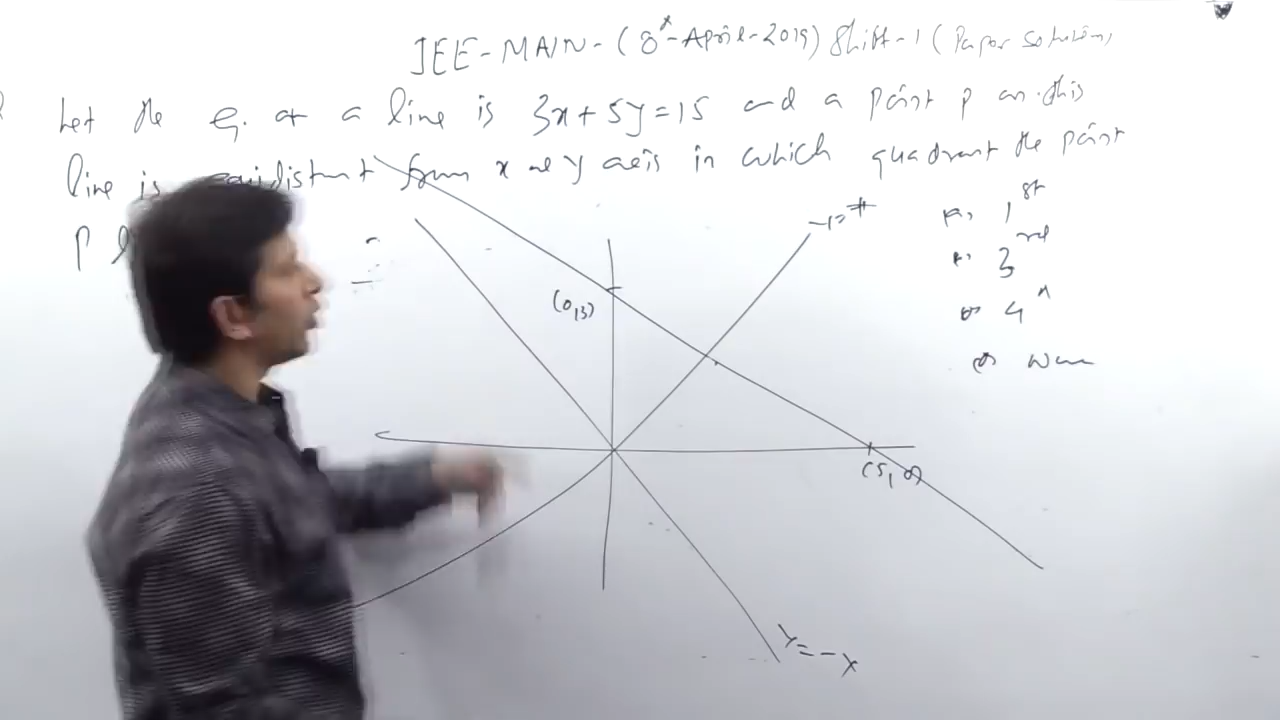 JEE-MAIN-(8th-April-2019) Shift-1 (Paper solution)
Let the Eq. of a line is 3x+5y=15 and a point P on this
line is equidistant from x and y axis in which quadrant the point
P
1st
3rd
4th
(0,3)
(5,0)
y=-x